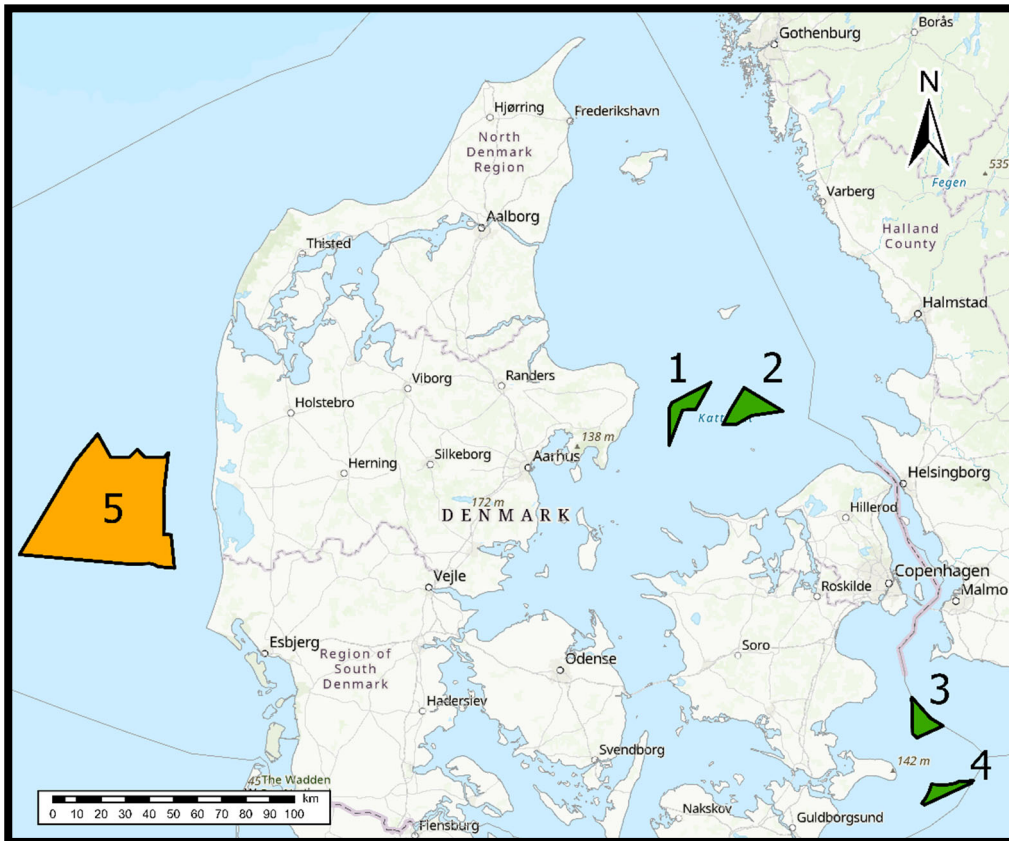 Borås
Gothenburg
N
Hjørring
Frederikshavn
North
Denmark
Region
535
Fegen
Varberg
Aalborg
Halland
County
Thisted
Halmstad
1
2
Viborg
Randers
Holstebro
138 m
Aarhus
Silkeborg
Herning
Helsingborg
172 m
5
DENMARK
Hillerod
Copenhagen
Vejle
Roskilde
Malmo
Esbjerg
Region of
South
Denmark
Soro
Odense
Haderslev
3
Svendborg
142 m
4
45
The Wadden
km
0 10 20 30 40 50 60 70 80 90 100
Nakskov
Guldborgsund
Flensburg